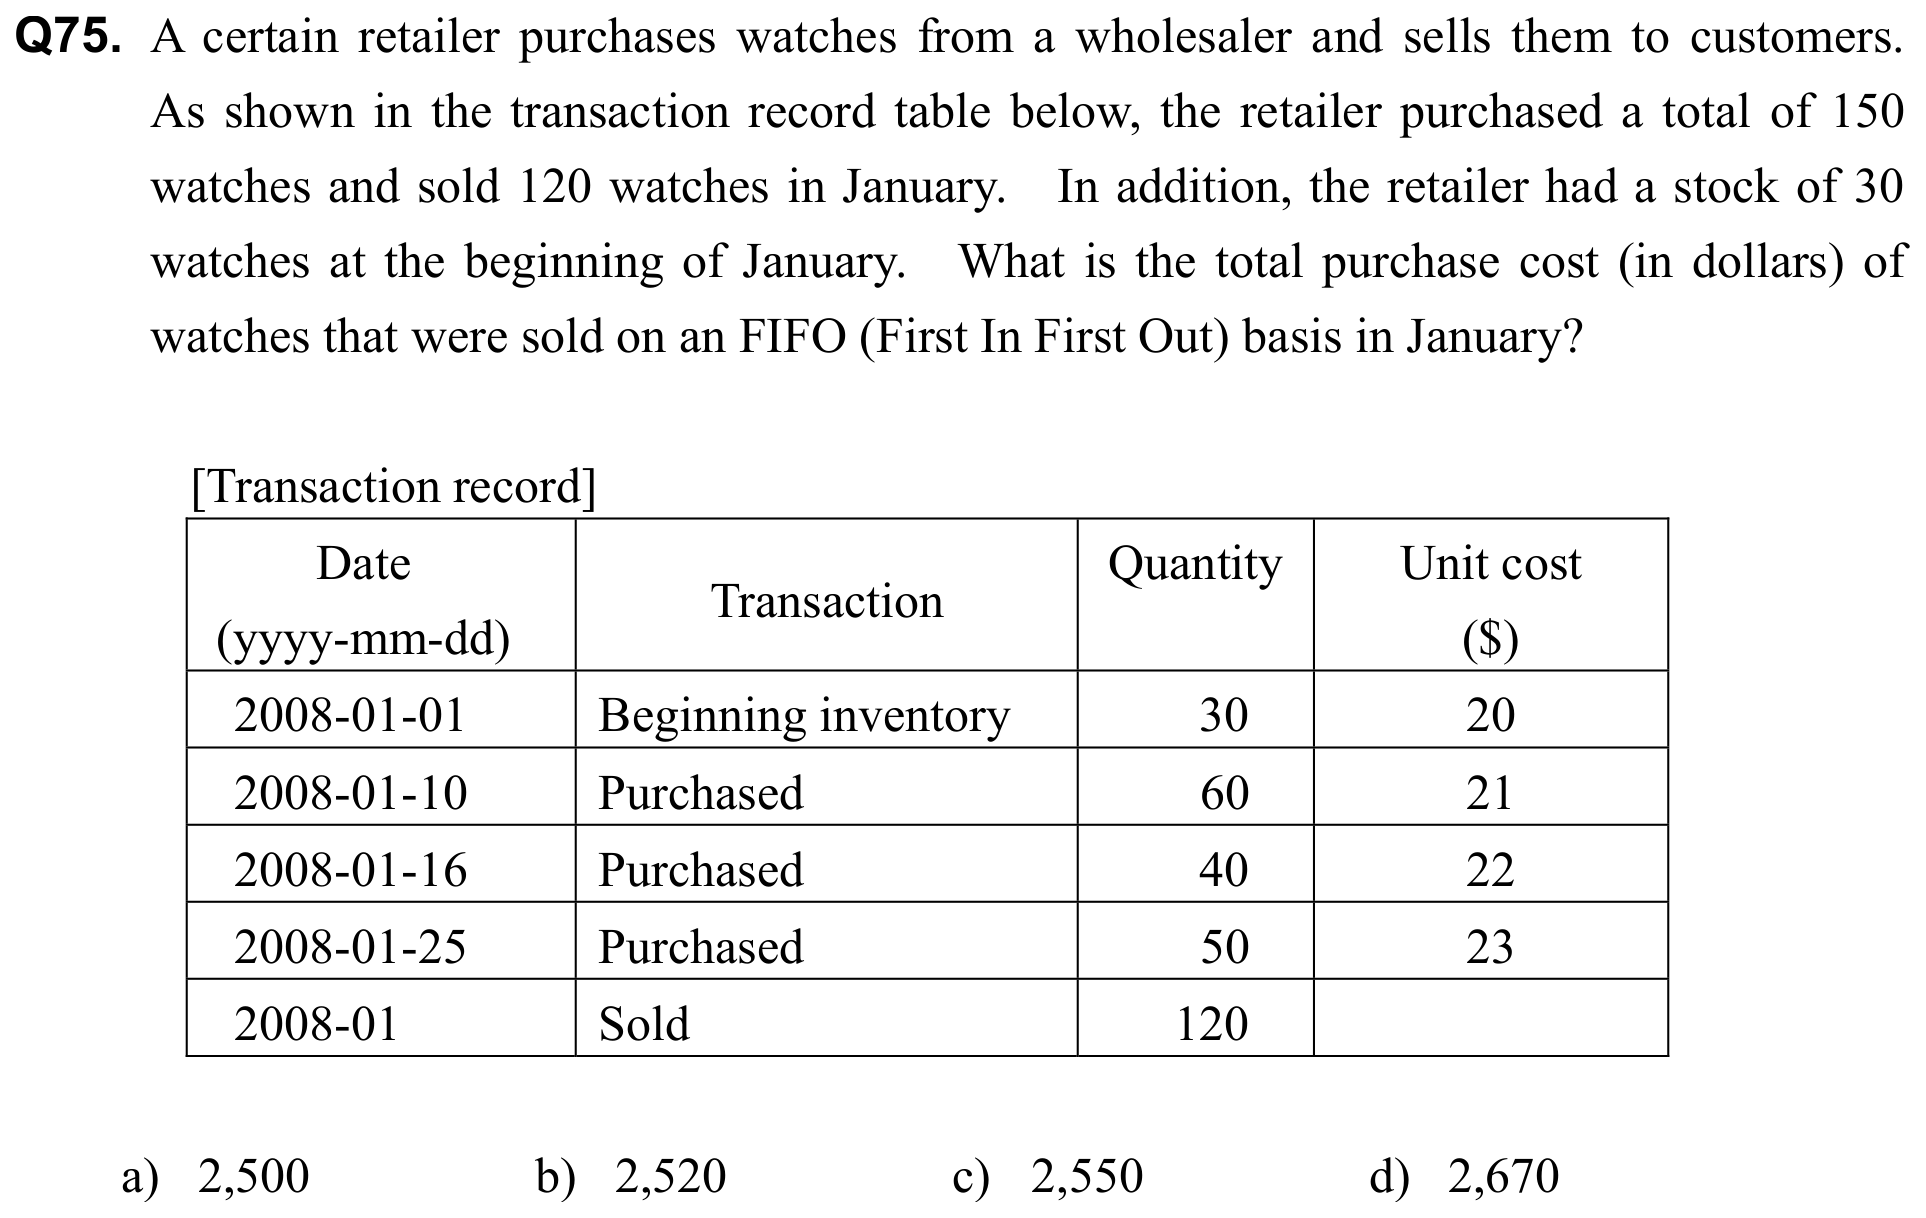 Q75. A certain retailer purchases watches from a wholesaler and sells them to customers.
As shown in the transaction record table below, the retailer purchased a total of 150
watches and sold 120 watches in January. In addition, the retailer had a stock of 30
watches at the beginning of January. What is the total purchase cost (in dollars) of
watches that were sold on an FIFO (First In First Out) basis in January?
[Transaction record]
Date (yyyy-mm-dd) Transaction Quantity Unit cost ($)
2008-01-01 Beginning inventory 30 20
2008-01-10 Purchased 60 21
2008-01-16 Purchased 40 22
2008-01-25 Purchased 50 23
2008-01 Sold 120
a) 2,500 b) 2,520 c) 2,550 d) 2,670